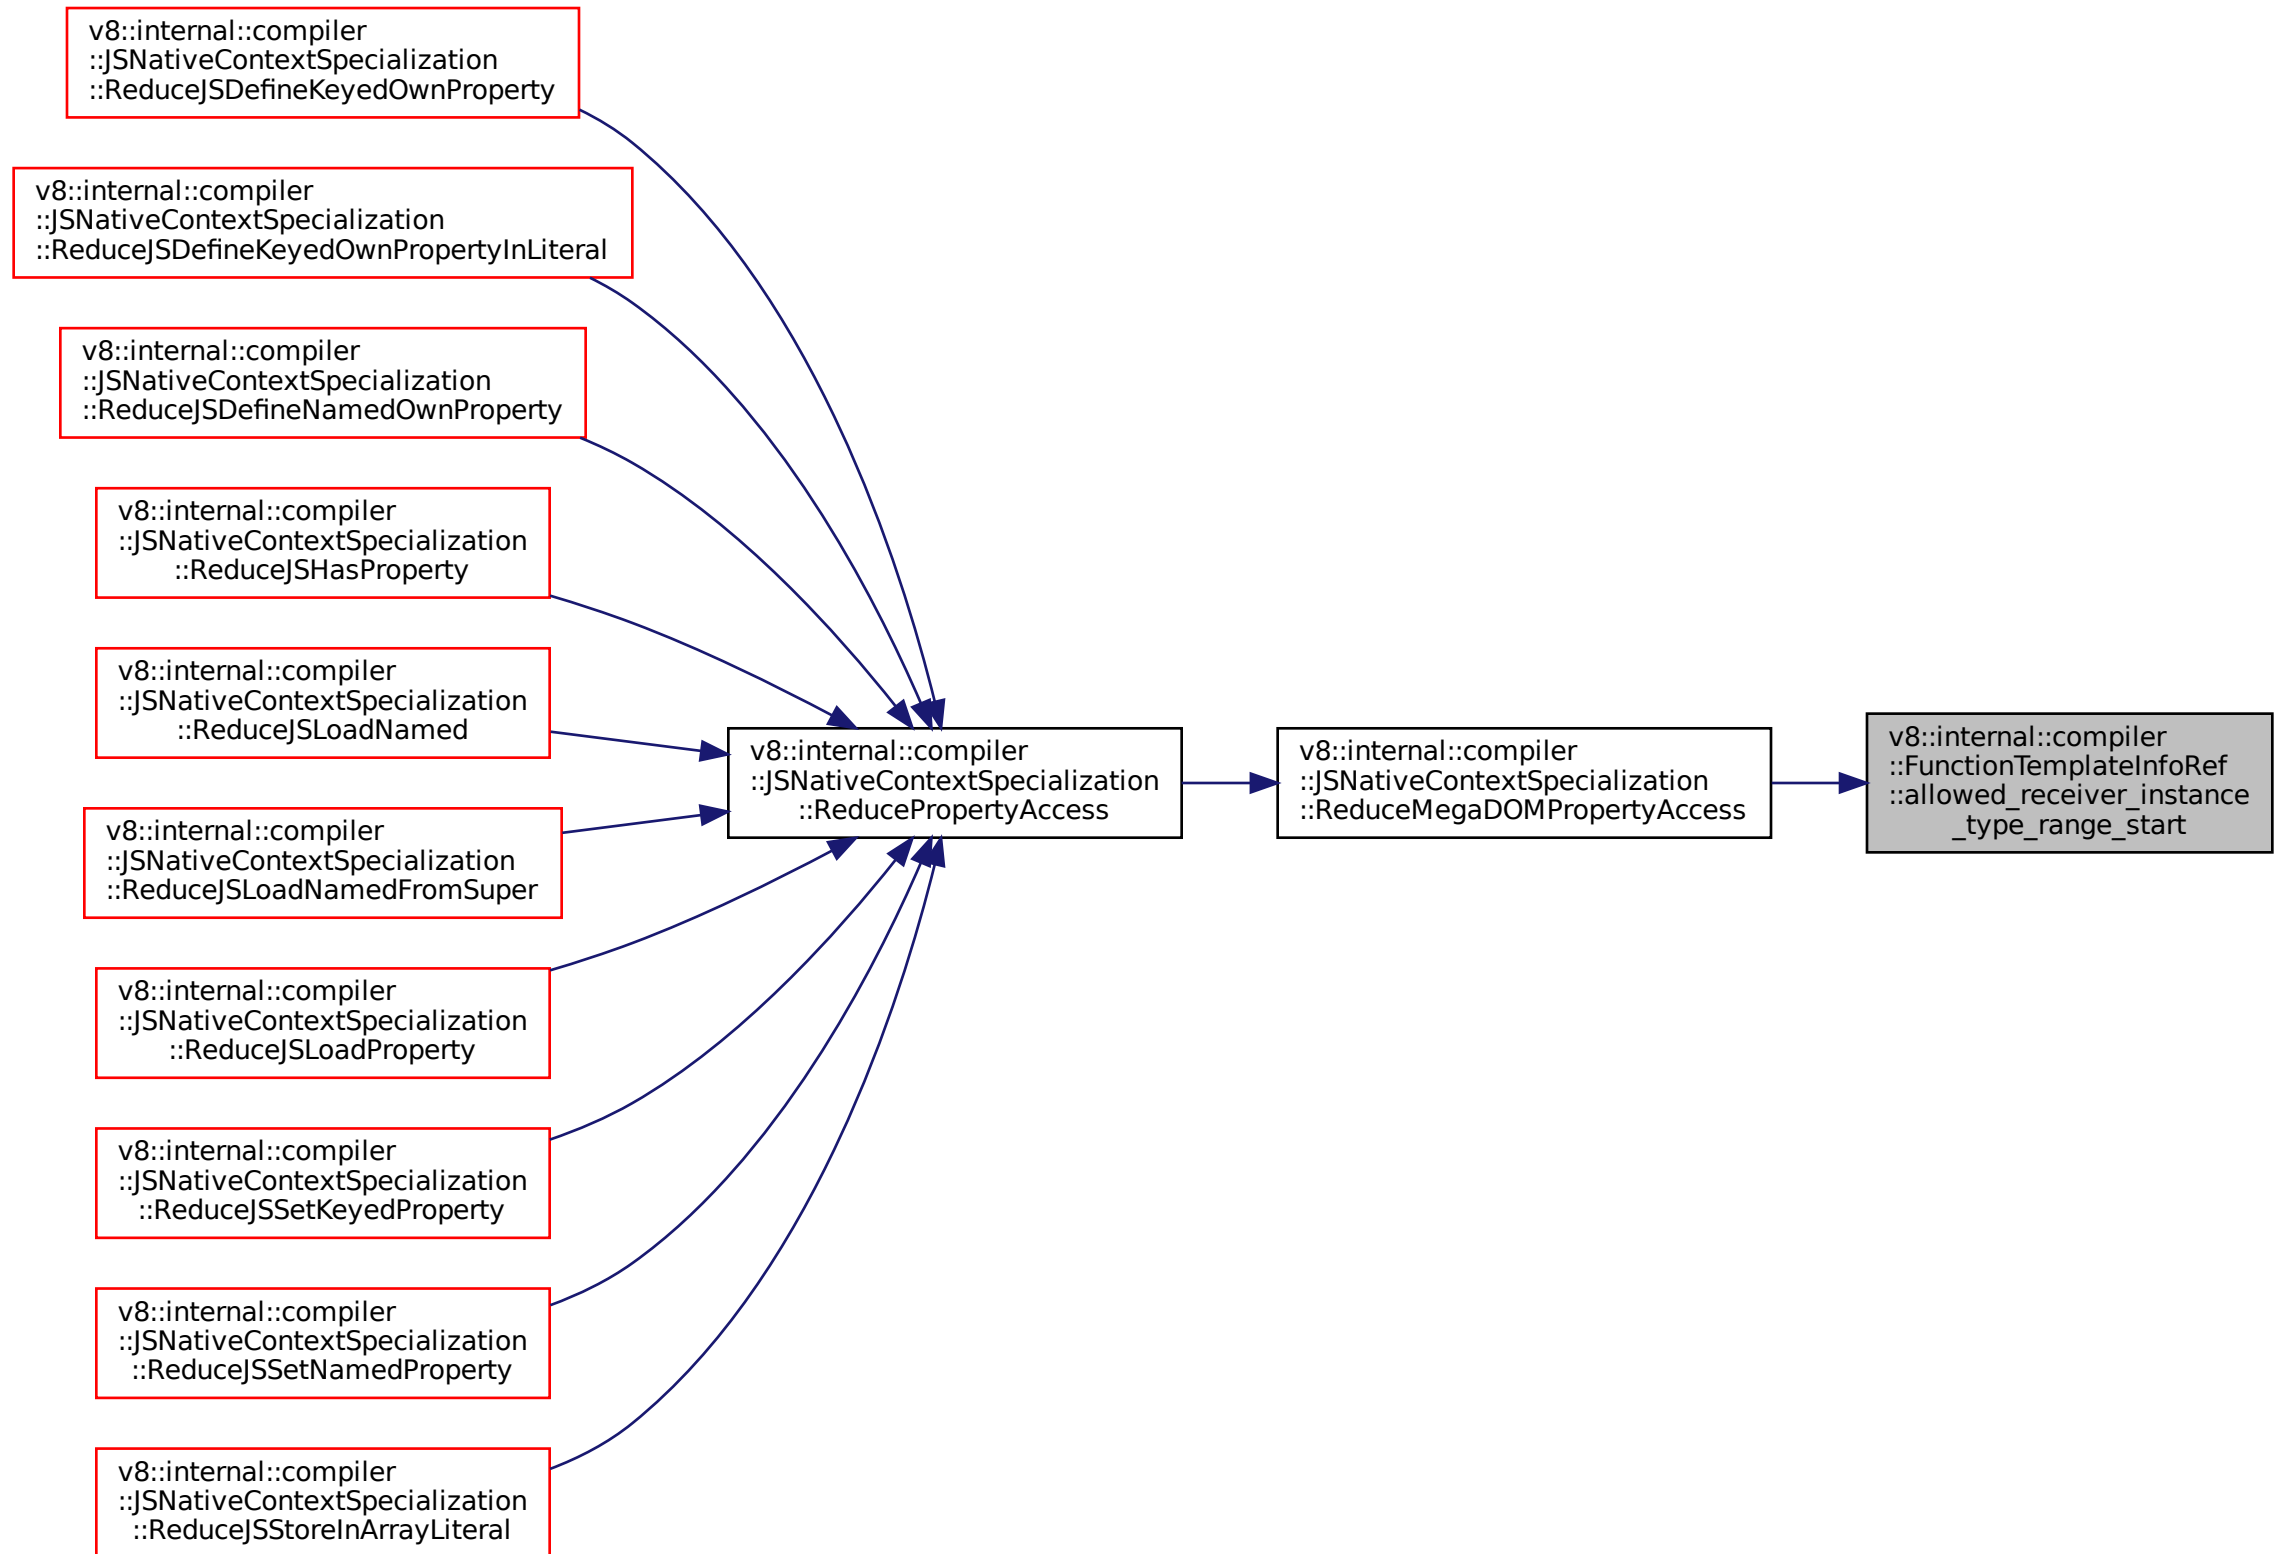 v8::internal::compiler
::JSNativeContextSpecialization
::ReduceJSDefineKeyedOwnProperty
v8::internal::compiler
::JSNativeContextSpecialization
::ReduceJSDefineKeyedOwnPropertyInLiteral
v8::internal::compiler
::JSNativeContextSpecialization
::ReduceJSDefineNamedOwnProperty
v8::internal::compiler
::JSNativeContextSpecialization
::ReduceJSHasProperty
v8::internal::compiler
::JSNativeContextSpecialization
::ReduceJSLoadNamed
v8::internal::compiler
::JSNativeContextSpecialization
::ReduceJSLoadNamedFromSuper
v8::internal::compiler
::JSNativeContextSpecialization
::ReduceJSLoadProperty
v8::internal::compiler
::JSNativeContextSpecialization
::ReduceJSSetKeyedProperty
v8::internal::compiler
::JSNativeContextSpecialization
::ReduceJSSetNamedProperty
v8::internal::compiler
::JSNativeContextSpecialization
::ReduceJSStoreInArrayLiteral
v8::internal::compiler
::JSNativeContextSpecialization
::ReducePropertyAccess
v8::internal::compiler
::JSNativeContextSpecialization
::ReduceMegaDOMPropertyAccess
v8::internal::compiler
::FunctionTemplateInfoRef
::allowed_receiver_instance
_type_range_start